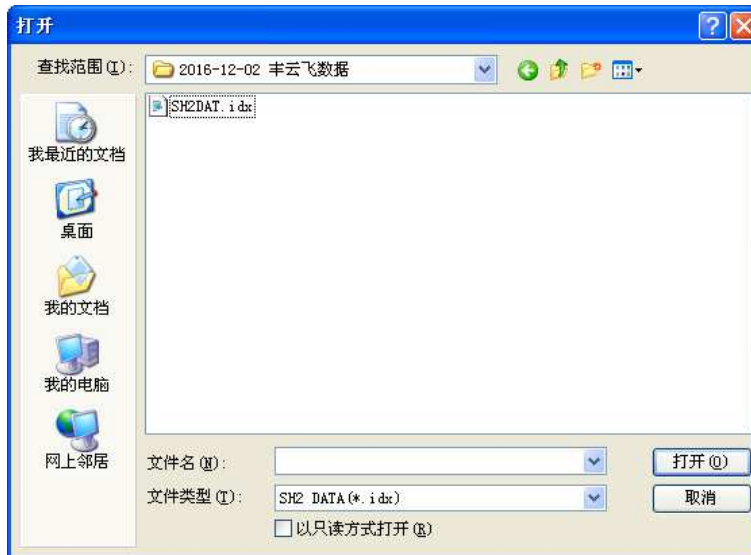 打开
查找范围(I):
2016-12-02 丰云飞数据
SH2DAT.idx
我最近的文档
桌面
我的文档
我的电脑
网上邻居
文件名(N):
打开(O)
文件类型(T):
SH2 DATA(*.idx)
取消
以只读方式打开(R)